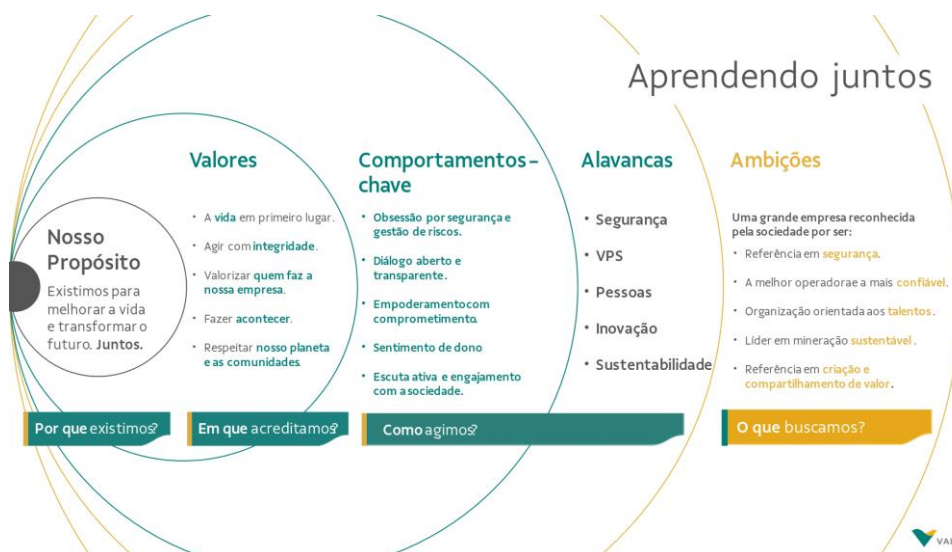 Aprendendo juntos
Nosso
Propósito
Existimos para
melhorar a vida
e transformar o
futuro. Juntos.
Por que existimos?
Valores
• A vida em primeiro lugar.
• Agir com integridade.
• Valorizar quem faz a
nossa empresa.
• Fazer acontecer.
• Respeitar nosso planeta
e as comunidades.
Em que acreditamos?
Comportamentos-
chave
• Obsessão por segurança e
gestão de riscos.
• Diálogo aberto e
transparente.
• Empoderamento com
comprometimento.
• Sentimento de dono
• Escuta ativa e engajamento
com a sociedade.
Alavancas
• Segurança
• VPS
• Pessoas
• Inovação
• Sustentabilidade
Como agimos?
Ambições
Uma grande empresa reconhecida
pela sociedade por ser:
• Referência em segurança.
• A melhor operadora e a mais confiável.
• Organização orientada aos talentos.
• Líder em mineração sustentável.
• Referência em criação e
compartilhamento de valor.
O que buscamos?